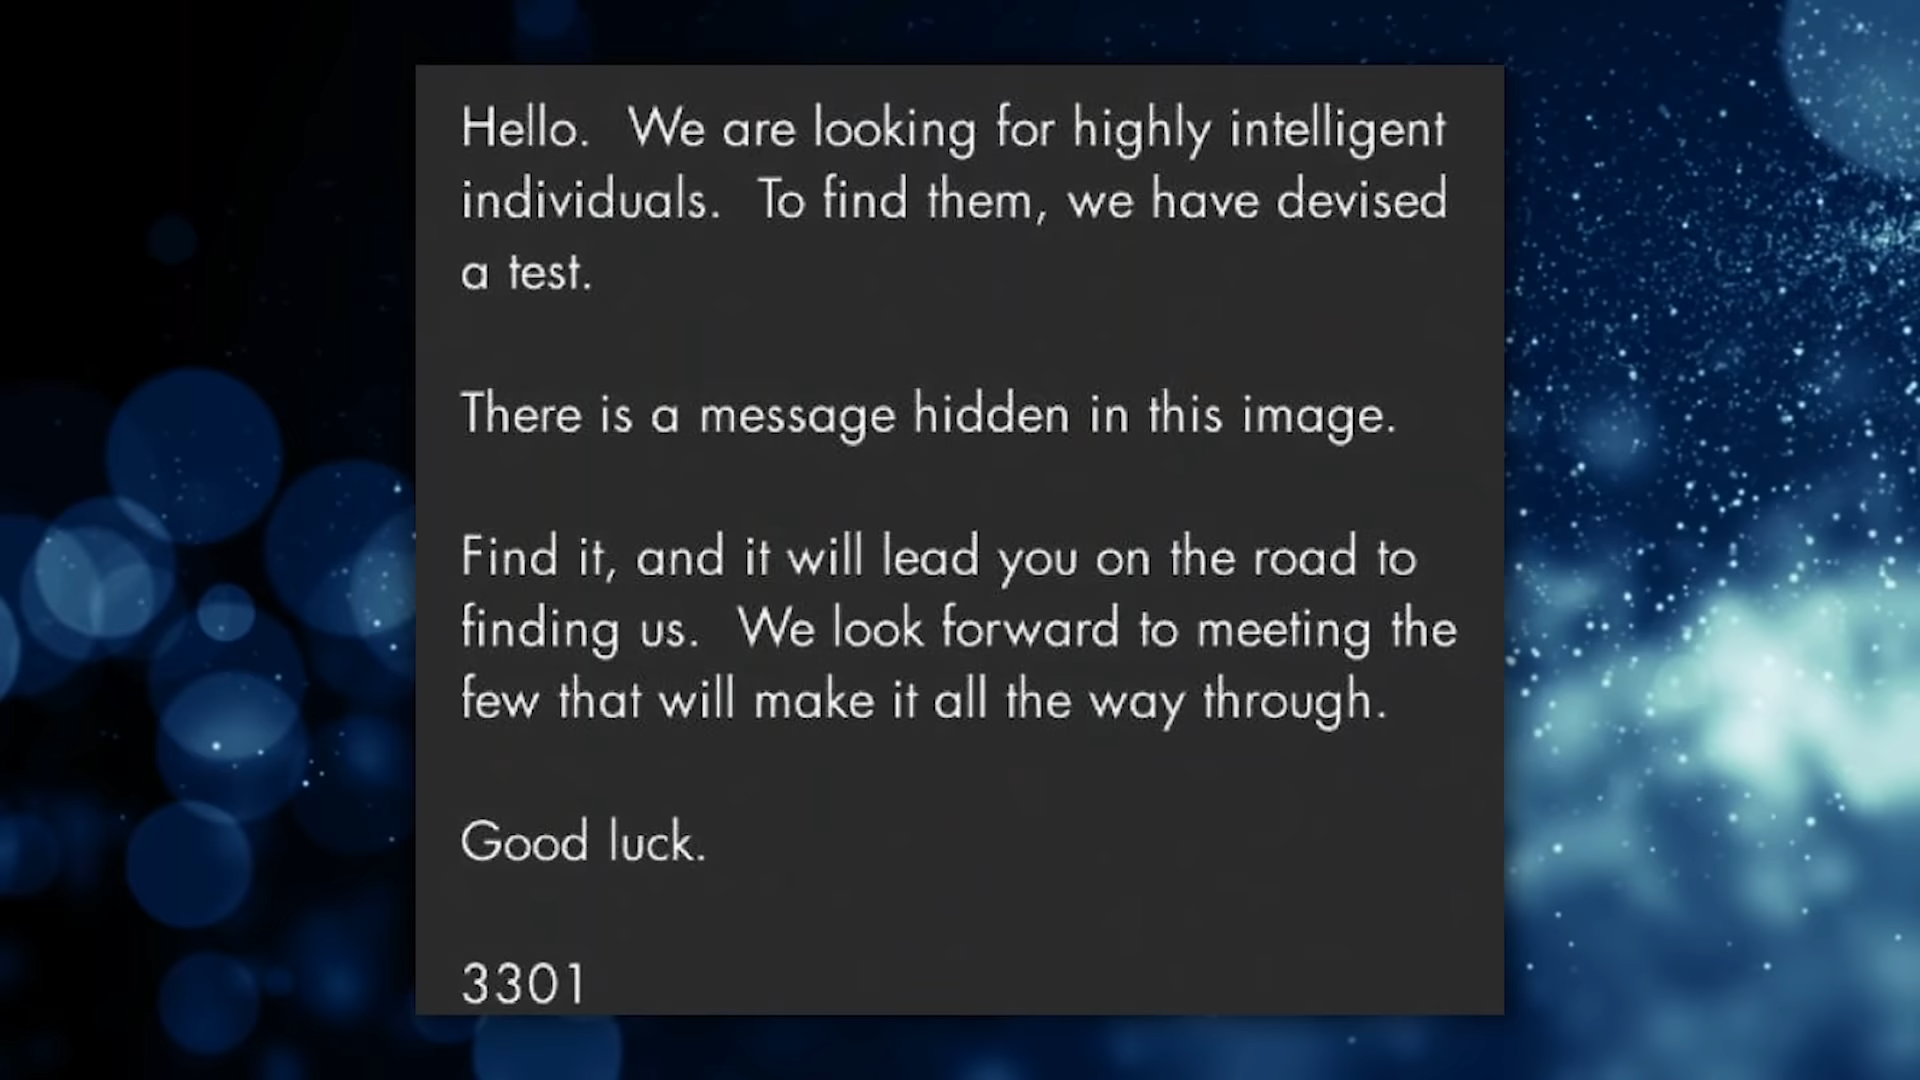 Hello.  We are looking for highly intelligent
individuals.  To find them, we have devised
a test.
There is a message hidden in this image.
Find it, and it will lead you on the road to
finding us.  We look forward to meeting the
few that will make it all the way through.
Good luck.
3301